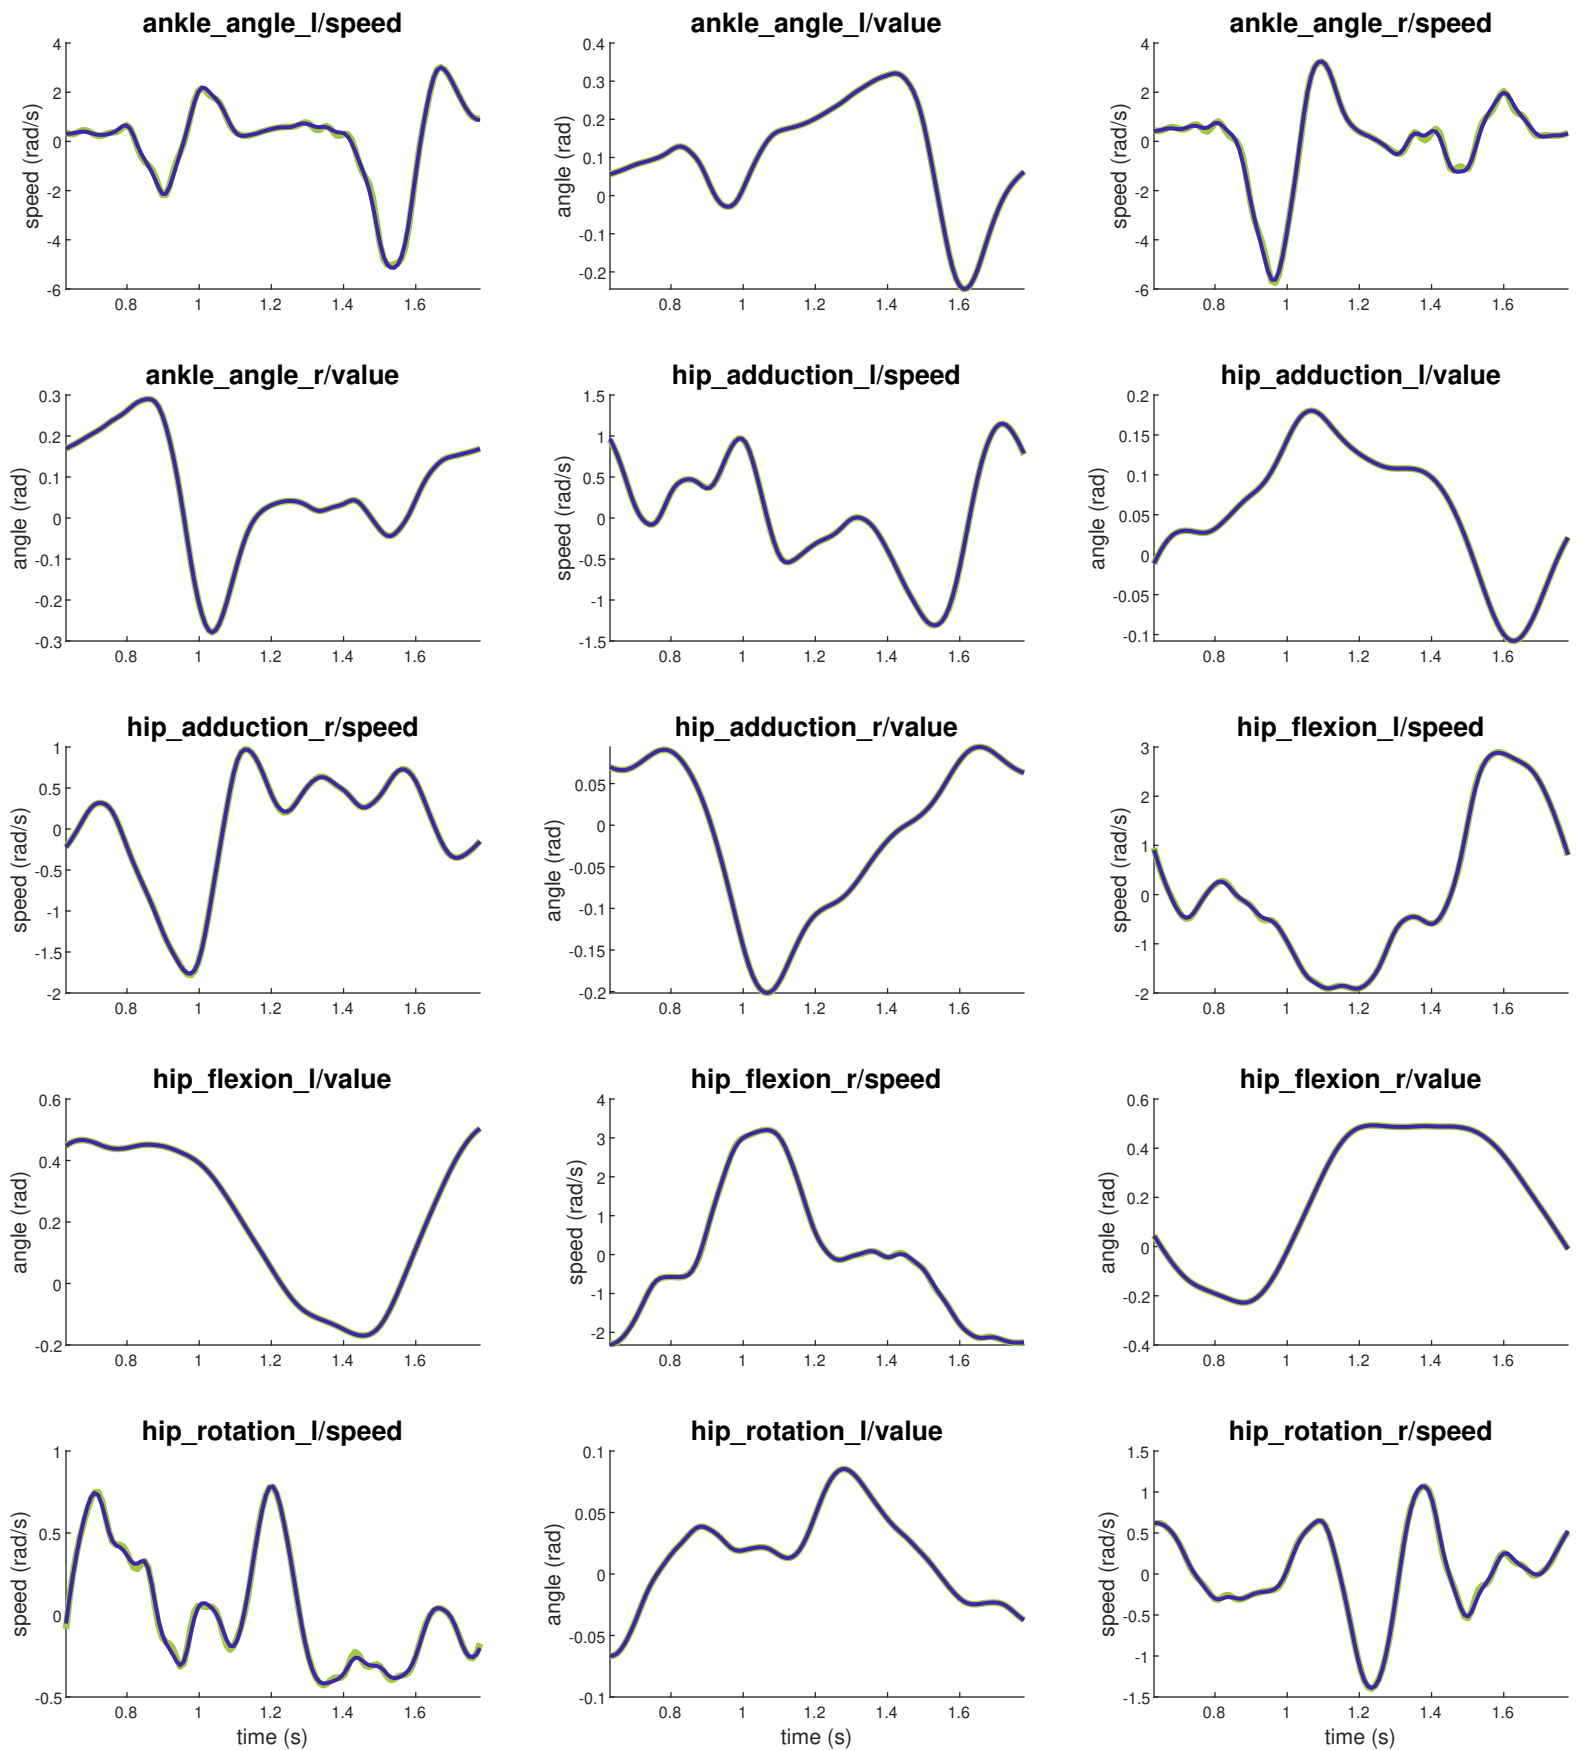 ankle_angle_l/speed
4
2
0
-2
-4
-6
speed (rad/s)
0.8 1 1.2 1.4 1.6
ankle_angle_l/value
0.4
0.3
0.2
0.1
0
-0.1
-0.2
angle (rad)
0.8 1 1.2 1.4 1.6
ankle_angle_r/speed
4
2
0
-2
-4
-6
speed (rad/s)
0.8 1 1.2 1.4 1.6
ankle_angle_r/value
0.3
0.2
0.1
0
-0.1
-0.2
-0.3
angle (rad)
0.8 1 1.2 1.4 1.6
hip_adduction_l/speed
1.5
1
0.5
0
-0.5
-1
-1.5
speed (rad/s)
0.8 1 1.2 1.4 1.6
hip_adduction_l/value
0.2
0.15
0.1
0.05
0
-0.05
-0.1
angle (rad)
0.8 1 1.2 1.4 1.6
hip_adduction_r/speed
1
0.5
0
-0.5
-1
-1.5
-2
speed (rad/s)
0.8 1 1.2 1.4 1.6
hip_adduction_r/value
0.05
0
-0.05
-0.1
-0.15
-0.2
angle (rad)
0.8 1 1.2 1.4 1.6
hip_flexion_l/speed
3
2
1
0
-1
-2
speed (rad/s)
0.8 1 1.2 1.4 1.6
hip_flexion_l/value
0.6
0.4
0.2
0
-0.2
angle (rad)
0.8 1 1.2 1.4 1.6
hip_flexion_r/speed
4
3
2
1
0
-1
-2
speed (rad/s)
0.8 1 1.2 1.4 1.6
hip_flexion_r/value
0.6
0.4
0.2
0
-0.2
-0.4
angle (rad)
0.8 1 1.2 1.4 1.6
hip_rotation_l/speed
1
0.5
0
-0.5
speed (rad/s)
0.8 1 1.2 1.4 1.6
time (s)
hip_rotation_l/value
0.1
0.05
0
-0.05
-0.1
angle (rad)
0.8 1 1.2 1.4 1.6
time (s)
hip_rotation_r/speed
1.5
1
0.5
0
-0.5
-1
-1.5
speed (rad/s)
0.8 1 1.2 1.4 1.6
time (s)